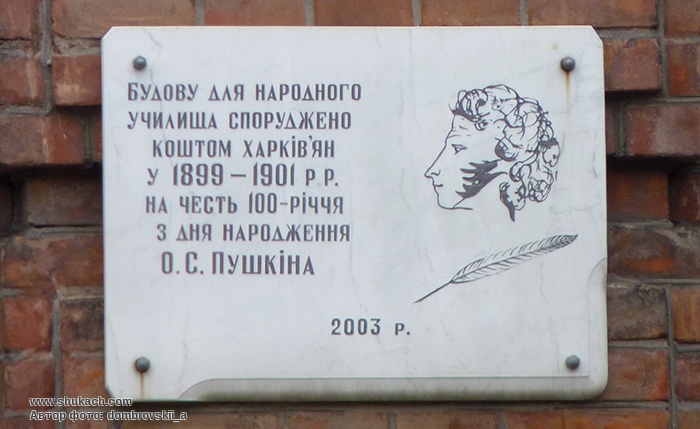 Будову для народного
училища споруджено
коштом харків'ян
у 1899–1901 р.р.
на честь 100-річчя
з дня народження
О.С. Пушкіна
2003 р.
www.shukach.com
Автор фото: dombrovskii_a